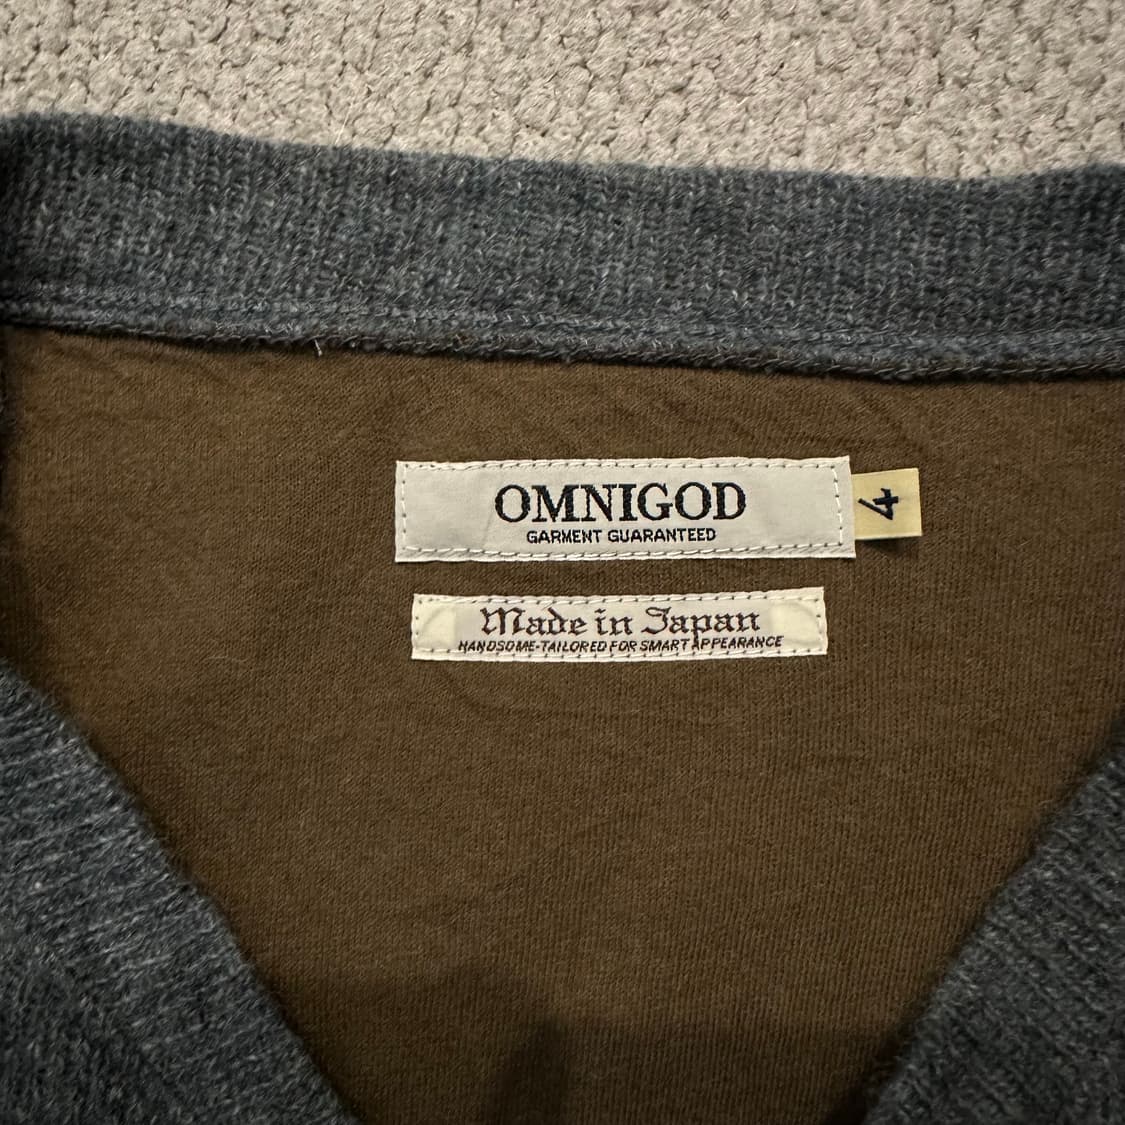 OMNIGOD
GARMENT GUARANTEED
4
Made in Japan
HANDSOME-TAILORED FOR SMART APPEARANCE